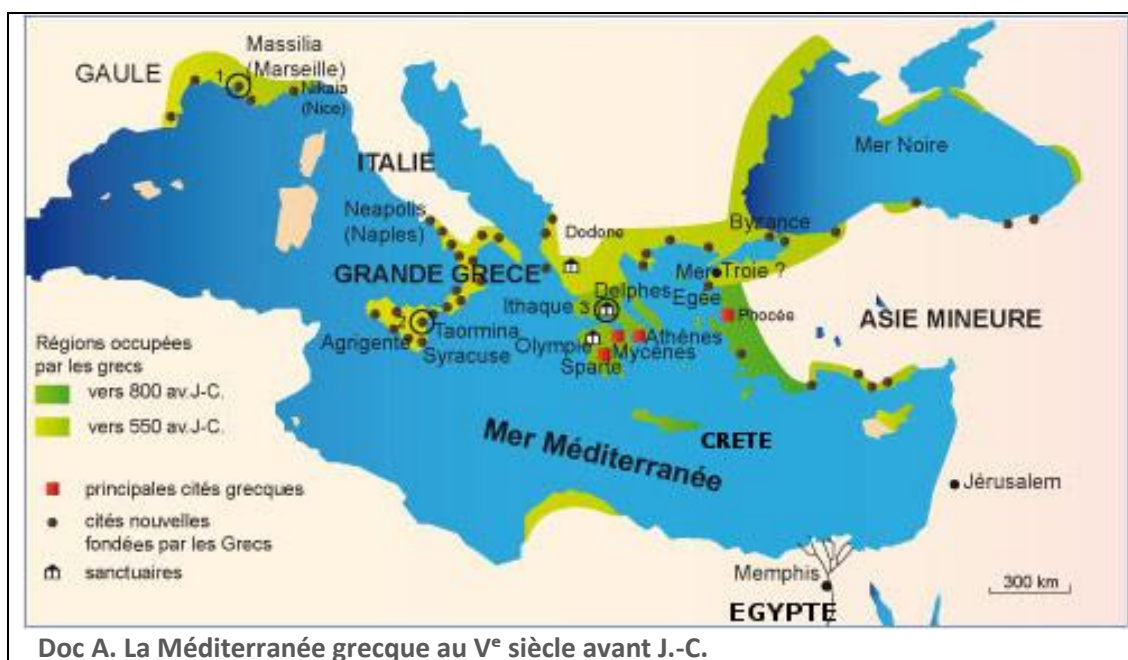 GAULE
Massilia
(Marseille)
1
Nikaia
(Nice)
ITALIE
Mer Noire
Neapolis
(Naples)
Dodone
Byzance
GRANDE GRECE
Mer
Egée
Troie ?
Delphes
Ithaque 3
Phocée
ASIE MINEURE
2
Taormina
Agrigente
Syracuse
Olympie
Athènes
Mycènes
Sparte
Régions occupées
par les grecs
vers 800 av.J-C.
vers 550 av.J-C.
Mer Méditerranée
CRETE
principales cités grecques
cités nouvelles
fondées par les Grecs
sanctuaires
Jérusalem
Memphis
300 km
EGYPTE
Doc A. La Méditerranée grecque au Ve siècle avant J.-C.